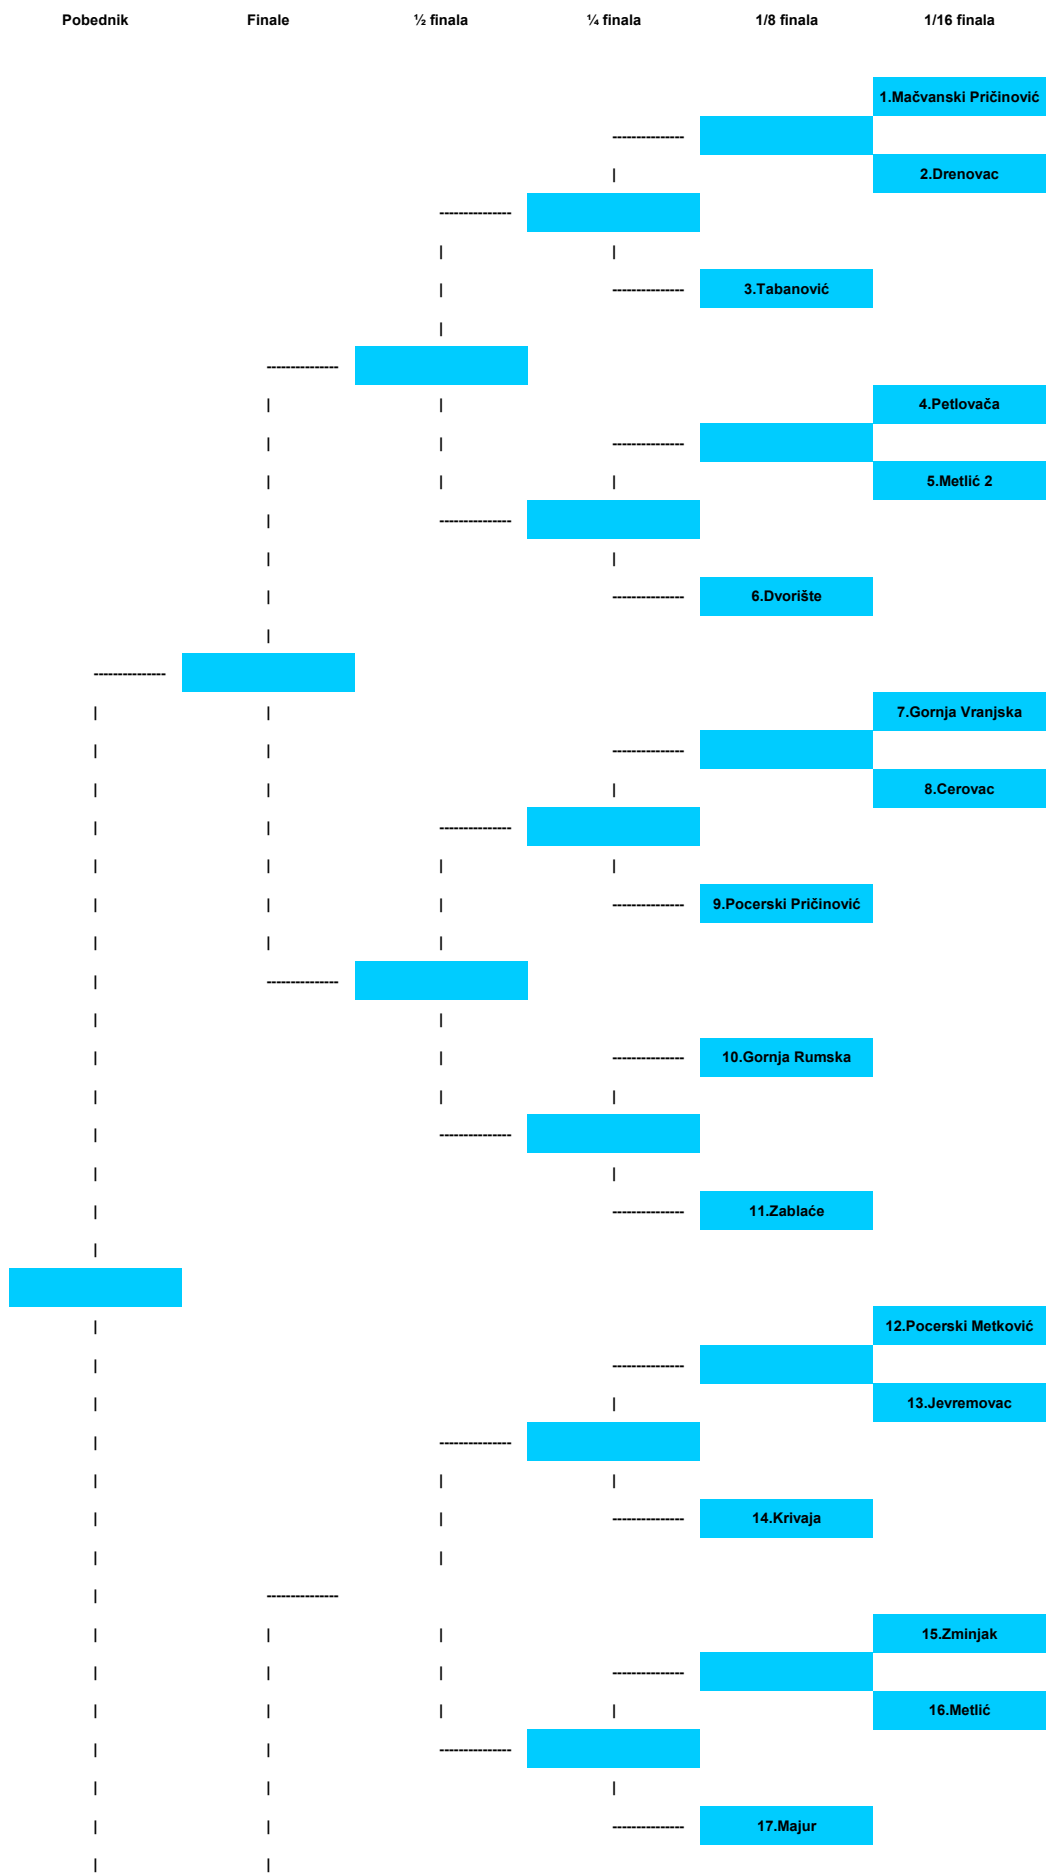 Pobednik Finale ½ finala ¼ finala 1/8 finala 1/16 finala
1.Mačvanski Pričinović
2.Drenovac
3.Tabanović
4.Petlovača
5.Metlić 2
6.Dvorište
7.Gornja Vranjska
8.Cerovac
9.Pocerski Pričinović
10.Gornja Rumska
11.Zablaće
12.Pocerski Metković
13.Jevremovac
14.Krivaja
15.Zminjak
16.Metlić
17.Majur